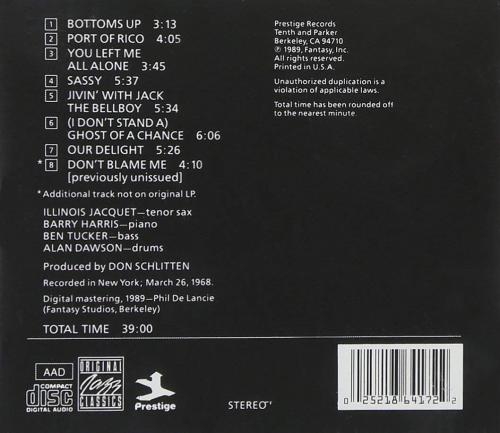 1 BOTTOMS UP 3:13
2 PORT OF RICO 4:05
3 YOU LEFT ME
ALL ALONE 3:45
4 SASSY 5:37
5 JIVIN' WITH JACK
THE BELLBOY 5:34
6 (I DON'T STAND A)
GHOST OF A CHANCE 6:06
7 OUR DELIGHT 5:26
*8 DON'T BLAME ME 4:10
[previously unissued]
*Additional track not on original LP.
ILLINOIS JACQUET—tenor sax
BARRY HARRIS—piano
BEN TUCKER—bass
ALAN DAWSON—drums
Produced by DON SCHLITTEN
Recorded in New York; March 26, 1968.
Digital mastering, 1989—Phil De Lancie
(Fantasy Studios, Berkeley)
TOTAL TIME 39:00
Prestige Records
Tenth and Parker
Berkeley, CA 94710
℗ 1989, Fantasy, Inc.
All rights reserved.
Printed in U.S.A.
Unauthorized duplication is a
violation of applicable laws.
Total time has been rounded off
to the nearest minute.
AAD
COMPACT
disc
DIGITAL AUDIO
ORIGINAL
Jazz
CLASSICS
Prestige
STEREO
0 25218 64172 2